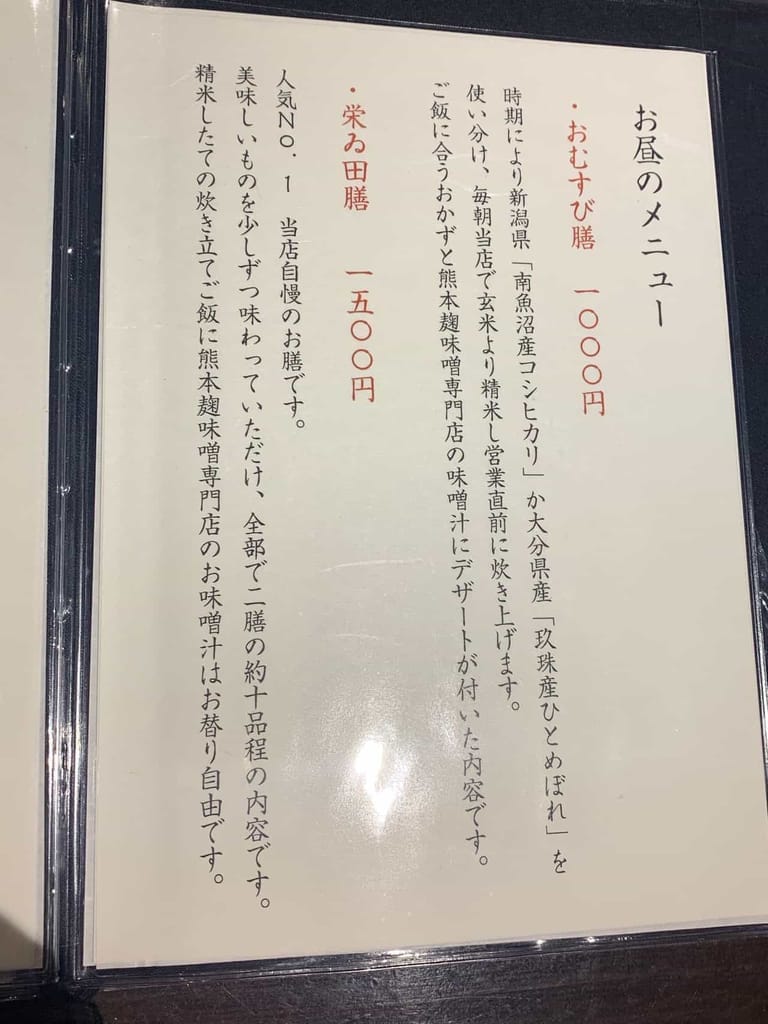 お昼のメニュー
・おむすび膳 一〇〇〇円
時期により新潟県「南魚沼産コシヒカリ」か大分県産「玖珠産ひとめぼれ」を
使い分け、毎朝当店で玄米より精米し営業直前に炊き上げます。
ご飯に合うおかずと熊本麹味噌専門店の味噌汁にデザートが付いた内容です。
・栄ゐ田膳 一五〇〇円
人気No.1 当店自慢のお膳です。
美味しいものを少しずつ味わっていただけ、全部で二膳の約十品程の内容です。
精米したての炊き立てご飯に熊本麹味噌専門店のお味噌汁はお替り自由です。